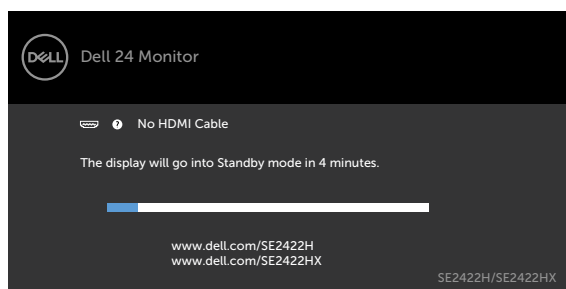 DELL
Dell 24 Monitor
? No HDMI Cable
The display will go into Standby mode in 4 minutes.
www.dell.com/SE2422H
www.dell.com/SE2422HX
SE2422H/SE2422HX